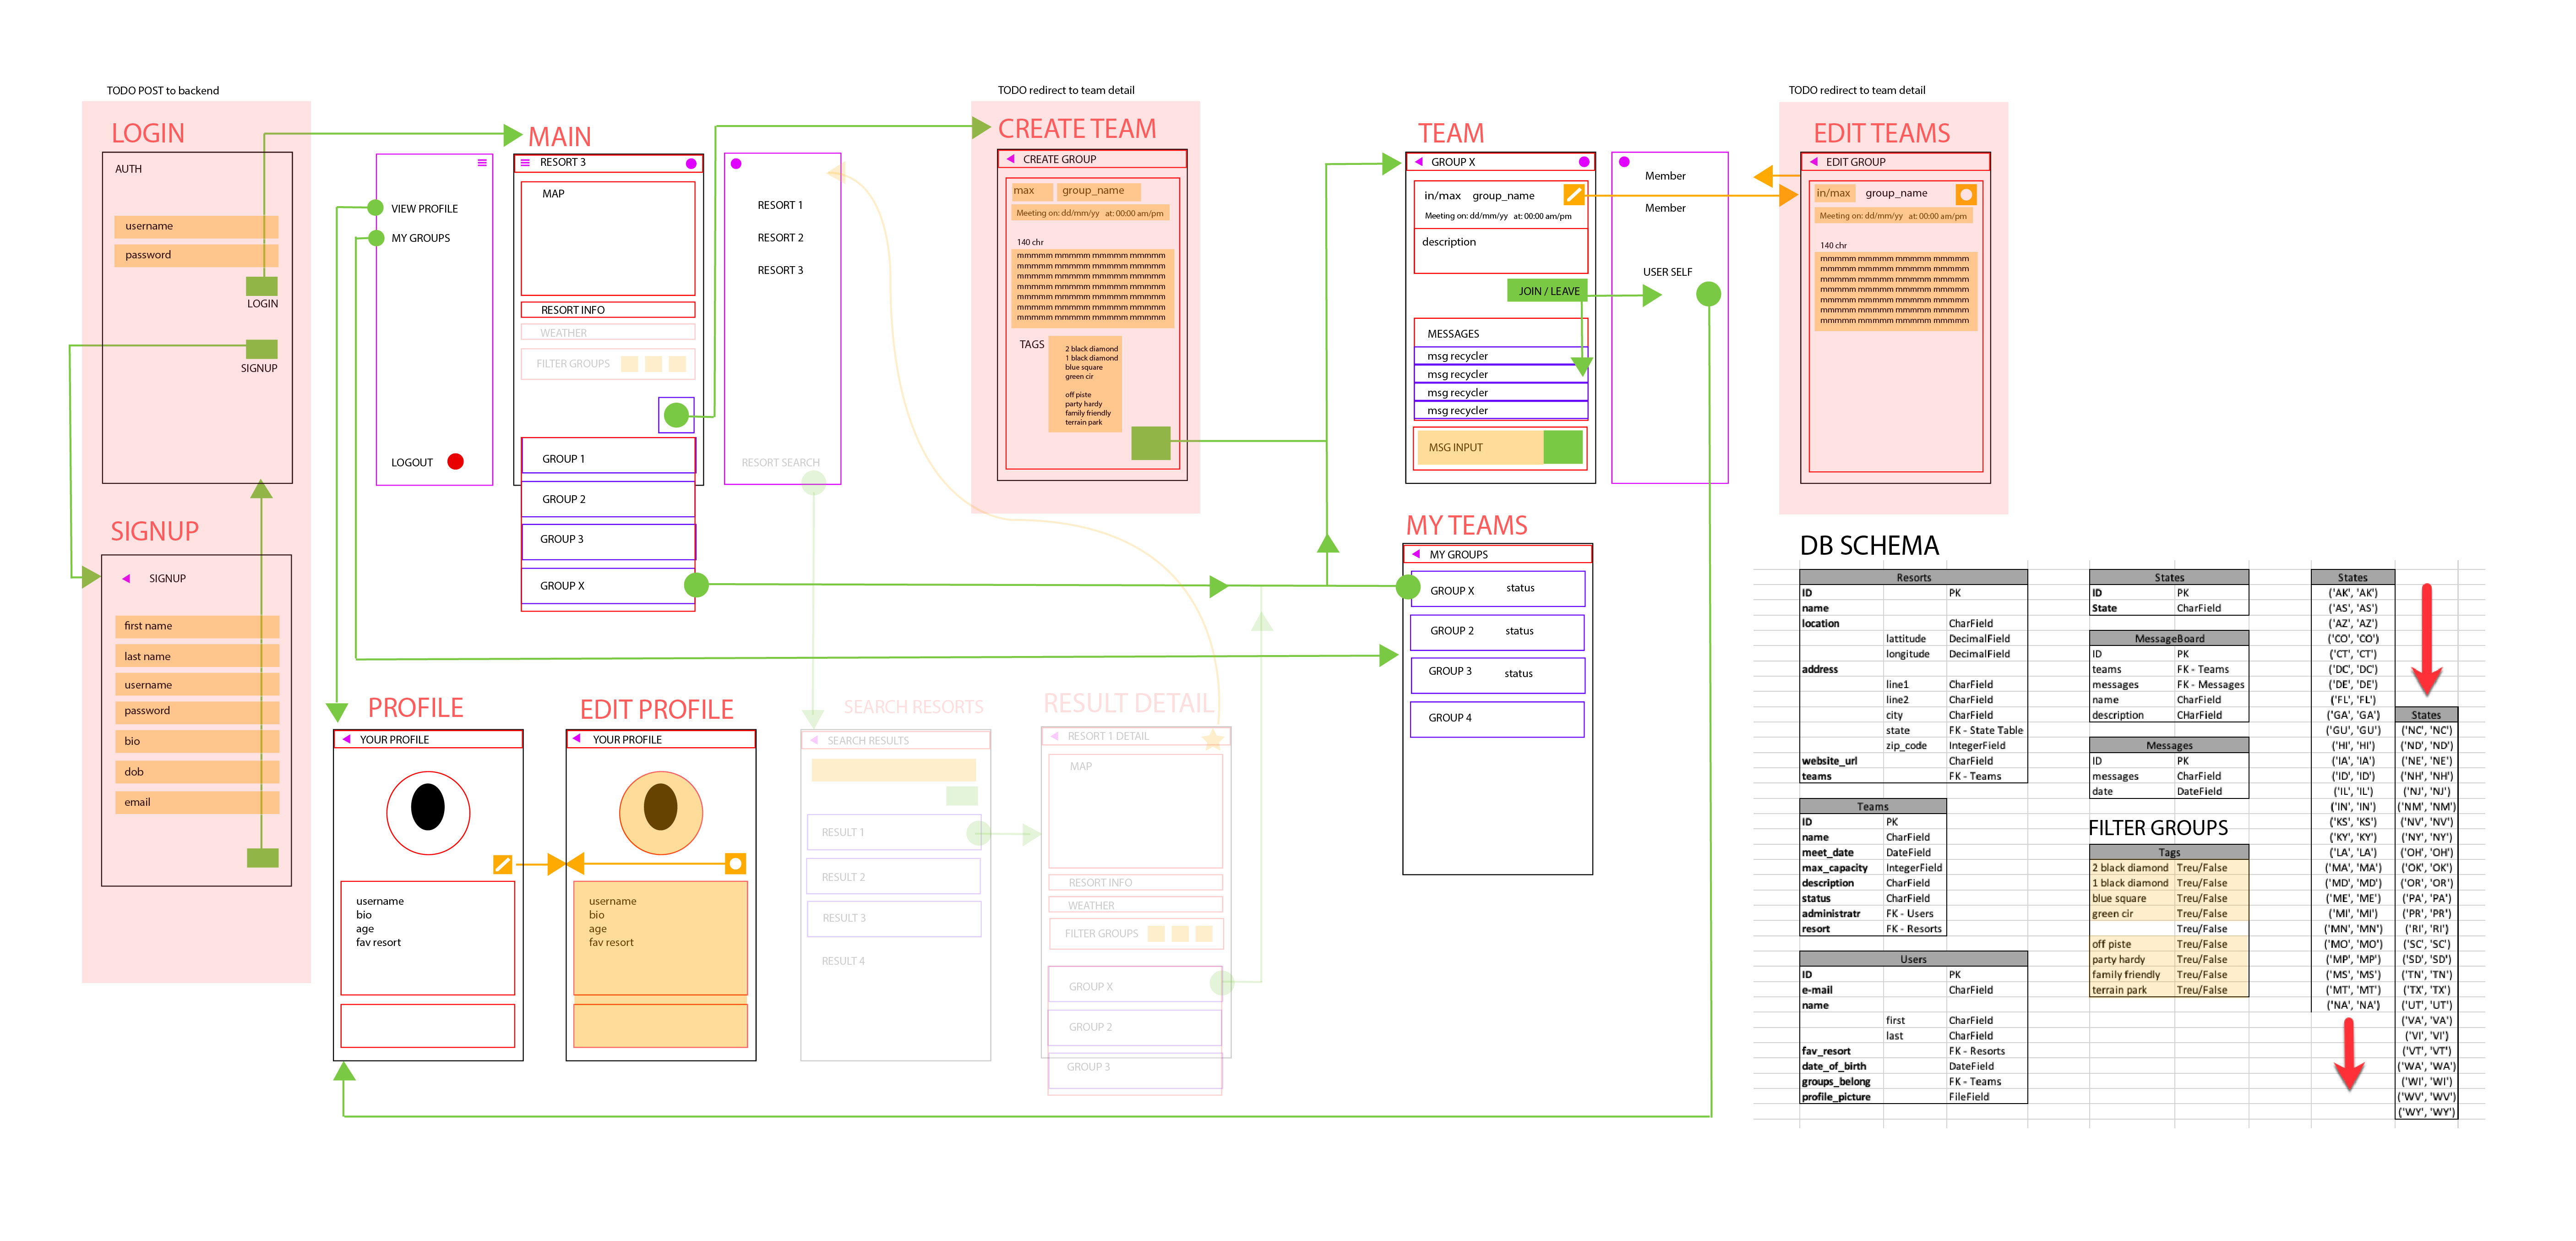 TODO POST to backend
LOGIN
AUTH
username
password
LOGIN
SIGNUP
SIGNUP
SIGNUP
first name
last name
username
password
bio
dob
email
VIEW PROFILE
MY GROUPS
LOGOUT
MAIN
RESORT 3
MAP
RESORT INFO
WEATHER
FILTER GROUPS
GROUP 1
GROUP 2
GROUP 3
GROUP X
RESORT 1
RESORT 2
RESORT 3
RESORT SEARCH
TODO redirect to team detail
CREATE TEAM
CREATE GROUP
max group_name
Meeting on: dd/mm/yy at: 00:00 am/pm
140 chr
mmmmm mmmmm mmmmm mmmmm
mmmmm mmmmm mmmmm mmmmm
mmmmm mmmmm mmmmm mmmmm
mmmmm mmmmm mmmmm mmmmm
mmmmm mmmmm mmmmm mmmmm
mmmmm mmmmm mmmmm mmmmm
mmmmm mmmmm mmmmm mmmmm
TAGS
2 black diamond
1 black diamond
blue square
green cir
off piste
party hardy
family friendly
terrain park
TEAM
GROUP X
in/max group_name
Meeting on: dd/mm/yy at: 00:00 am/pm
description
JOIN / LEAVE
MESSAGES
msg recycler
msg recycler
msg recycler
msg recycler
MSG INPUT
Member
Member
USER SELF
TODO redirect to team detail
EDIT TEAMS
EDIT GROUP
in/max group_name
Meeting on: dd/mm/yy at: 00:00 am/pm
140 chr
mmmmm mmmmm mmmmm mmmmm
mmmmm mmmmm mmmmm mmmmm
mmmmm mmmmm mmmmm mmmmm
mmmmm mmmmm mmmmm mmmmm
mmmmm mmmmm mmmmm mmmmm
mmmmm mmmmm mmmmm mmmmm
mmmmm mmmmm mmmmm mmmmm
MY TEAMS
MY GROUPS
GROUP X status
GROUP 2 status
GROUP 3 status
GROUP 4
PROFILE
YOUR PROFILE
username
bio
age
fav resort
EDIT PROFILE
YOUR PROFILE
username
bio
age
fav resort
SEARCH RESORTS
SEARCH RESULTS
RESULT 1
RESULT 2
RESULT 3
RESULT 4
RESULT DETAIL
RESORT 1 DETAIL
MAP
RESORT INFO
WEATHER
FILTER GROUPS
GROUP X
GROUP 2
GROUP 3
DB SCHEMA
Resorts
ID PK
name
location CharField
lattitude DecimalField
longitude DecimalField
address
line1 CharField
line2 CharField
city CharField
state FK - State Table
zip_code IntegerField
website_url CharField
teams FK - Teams
Teams
ID PK
name CharField
meet_date DateField
max_capacity IntegerField
description CharField
status CharField
administratr FK - Users
resort FK - Resorts
Users
ID PK
e-mail CharField
name
first CharField
last CharField
fav_resort FK - Resorts
date_of_birth DateField
groups_belong FK - Teams
profile_picture FileField
States
ID PK
State CharField
MessageBoard
ID PK
teams FK - Teams
messages FK - Messages
name CharField
description CHarField
Messages
ID PK
messages CharField
date DateField
FILTER GROUPS
Tags
2 black diamond Treu/False
1 black diamond Treu/False
blue square Treu/False
green cir Treu/False
Treu/False
off piste Treu/False
party hardy Treu/False
family friendly Treu/False
terrain park Treu/False
States
('AK', 'AK')
('AS', 'AS')
('AZ', 'AZ')
('CO', 'CO')
('CT', 'CT')
('DC', 'DC')
('DE', 'DE')
('FL', 'FL')
('GA', 'GA')
('GU', 'GU')
('HI', 'HI')
('IA', 'IA')
('ID', 'ID')
('IL', 'IL')
('IN', 'IN')
('KS', 'KS')
('KY', 'KY')
('LA', 'LA')
('MA', 'MA')
('MD', 'MD')
('ME', 'ME')
('MI', 'MI')
('MN', 'MN')
('MO', 'MO')
('MP', 'MP')
('MS', 'MS')
('MT', 'MT')
('NA', 'NA')
States
('NC', 'NC')
('ND', 'ND')
('NE', 'NE')
('NH', 'NH')
('NJ', 'NJ')
('NM', 'NM')
('NV', 'NV')
('NY', 'NY')
('OH', 'OH')
('OK', 'OK')
('OR', 'OR')
('PA', 'PA')
('PR', 'PR')
('RI', 'RI')
('SC', 'SC')
('SD', 'SD')
('TN', 'TN')
('TX', 'TX')
('UT', 'UT')
('VA', 'VA')
('VI', 'VI')
('VT', 'VT')
('WA', 'WA')
('WI', 'WI')
('WV', 'WV')
('WY', 'WY')